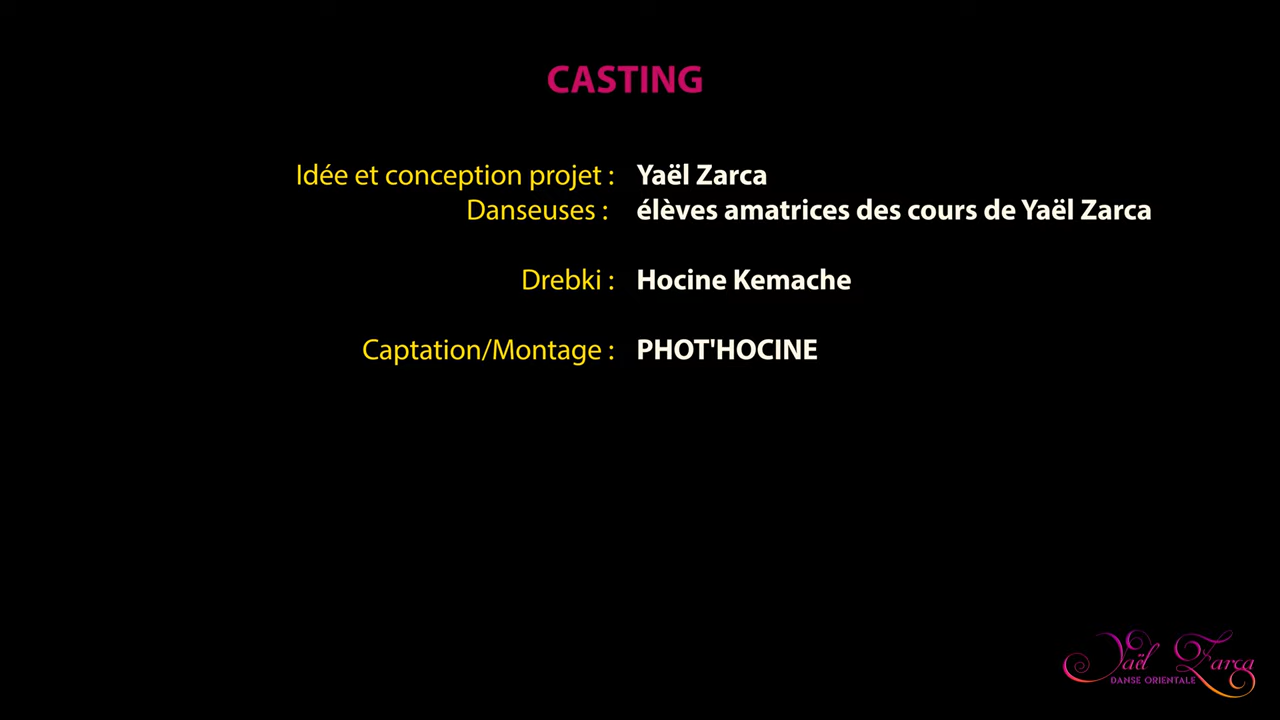 CASTING
Idée et conception projet : Yaël Zarca
Danseuses : élèves amatrices des cours de Yaël Zarca
Drebki : Hocine Kemache
Captation/Montage : PHOT'HOCINE
Yaël Zarca
DANSE ORIENTALE